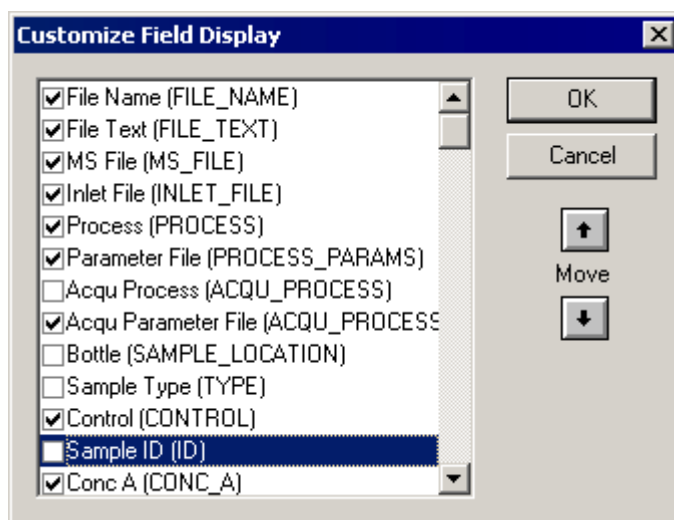 Customize Field Display
File Name (FILE_NAME)
File Text (FILE_TEXT)
MS File (MS_FILE)
Inlet File (INLET_FILE)
Process (PROCESS)
Parameter File (PROCESS_PARAMS)
Acqu Process (ACQU_PROCESS)
Acqu Parameter File (ACQU_PROCESS
Bottle (SAMPLE_LOCATION)
Sample Type (TYPE)
Control (CONTROL)
Sample ID (ID)
Conc A (CONC_A)
OK
Cancel
Move